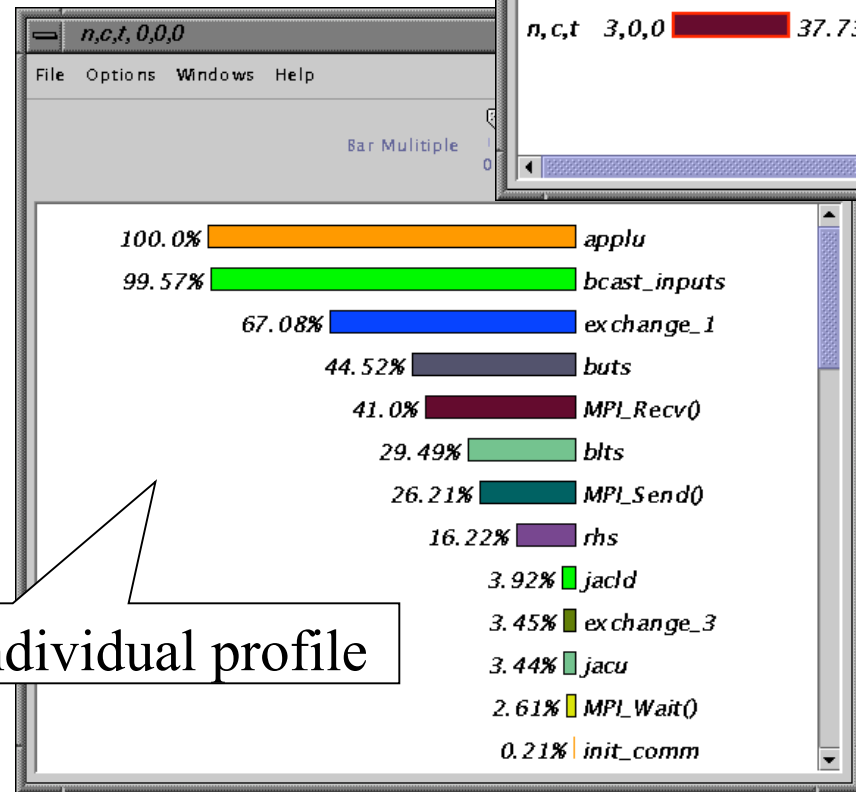 n,c,t 3,0,0 37.73
n,c,t, 0,0,0
File Options Windows Help
Bar Mulitiple
0
100.0% applu
99.57% bcast_inputs
67.08% exchange_1
44.52% buts
41.0% MPI_Recv()
29.49% blts
26.21% MPI_Send()
16.22% rhs
3.92% jacld
3.45% exchange_3
3.44% jacu
2.61% MPI_Wait()
0.21% init_comm
ndividual profile